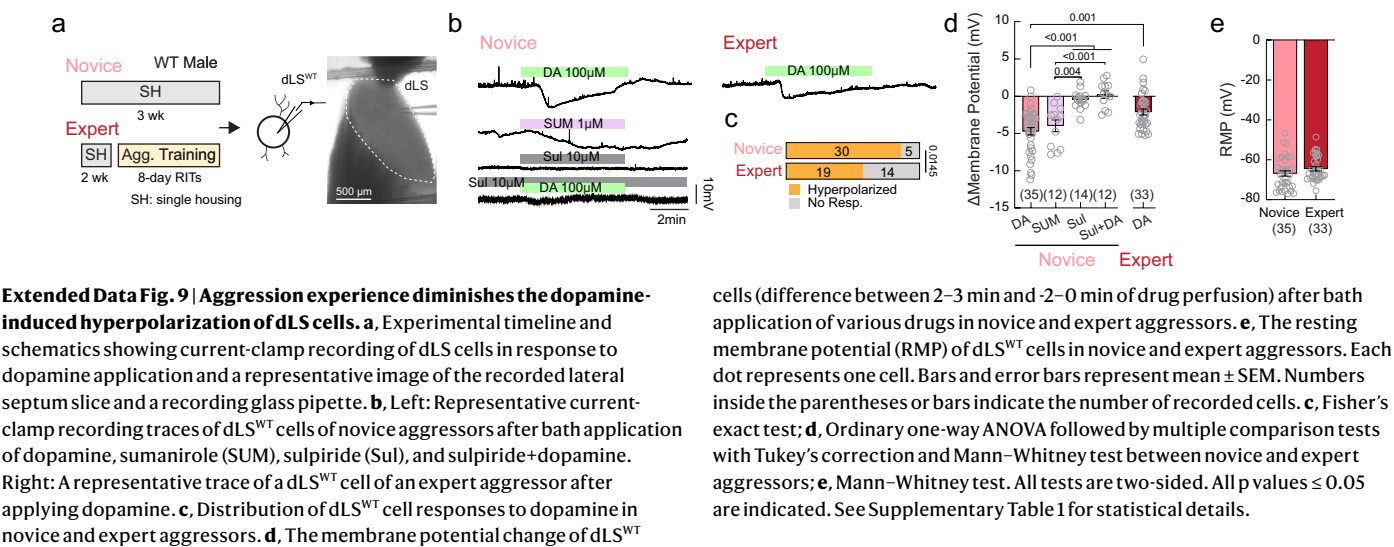 a
Novice
WT Male
SH
3 wk
Expert
SH
Agg. Training
2 wk
8-day RITs
SH: single housing
dLS^WT
dLS
500 µm
b
Novice
DA 100µM
SUM 1µM
Sul 10µM
Sul 10µM
DA 100µM
10mV
2min
Expert
DA 100µM
c
Novice
30
5
Expert
19
14
0.0145
Hyperpolarized
No Resp.
d
ΔMembrane Potential (mV)
10
5
0
-5
-10
-15
0.001
<0.001
<0.001
0.004
(35)
(12)
(14)
(12)
(33)
DA
SUM
Sul
Sul+DA
DA
Novice
Expert
e
RMP (mV)
0
-20
-40
-60
-80
Novice
(35)
Expert
(33)
Extended Data Fig. 9 | Aggression experience diminishes the dopamine-
induced hyperpolarization of dLS cells. a, Experimental timeline and
schematics showing current-clamp recording of dLS cells in response to
dopamine application and a representative image of the recorded lateral
septum slice and a recording glass pipette. b, Left: Representative current-
clamp recording traces of dLS^WT cells of novice aggressors after bath application
of dopamine, sumanirole (SUM), sulpiride (Sul), and sulpiride+dopamine.
Right: A representative trace of a dLS^WT cell of an expert aggressor after
applying dopamine. c, Distribution of dLS^WT cell responses to dopamine in
novice and expert aggressors. d, The membrane potential change of dLS^WT
cells (difference between 2–3 min and -2–0 min of drug perfusion) after bath
application of various drugs in novice and expert aggressors. e, The resting
membrane potential (RMP) of dLS^WT cells in novice and expert aggressors. Each
dot represents one cell. Bars and error bars represent mean ± SEM. Numbers
inside the parentheses or bars indicate the number of recorded cells. c, Fisher's
exact test; d, Ordinary one-way ANOVA followed by multiple comparison tests
with Tukey's correction and Mann–Whitney test between novice and expert
aggressors; e, Mann–Whitney test. All tests are two-sided. All p values ≤ 0.05
are indicated. See Supplementary Table 1 for statistical details.